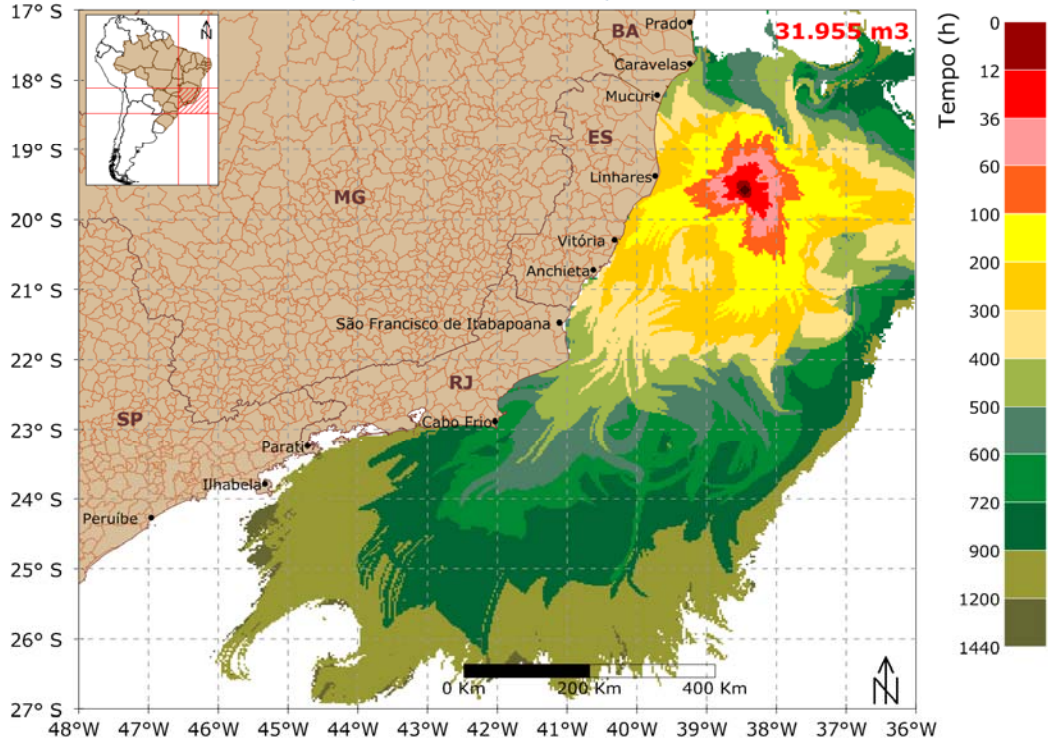 17° S
18° S
19° S
20° S
21° S
22° S
23° S
24° S
25° S
26° S
27° S
48°W
47°W
46°W
45°W
44°W
43°W
42°W
41°W
40°W
39°W
38°W
37°W
36°W
N
BA
ES
MG
RJ
SP
Prado
Caravelas
Mucuri
Linhares
Vitória
Anchieta
São Francisco de Itabapoana
Cabo Frio
Parati
Ilhabela
Peruíbe
31.955 m3
0 Km
200 Km
400 Km
N
Tempo (h)
0
12
36
60
100
200
300
400
500
600
720
900
1200
1440